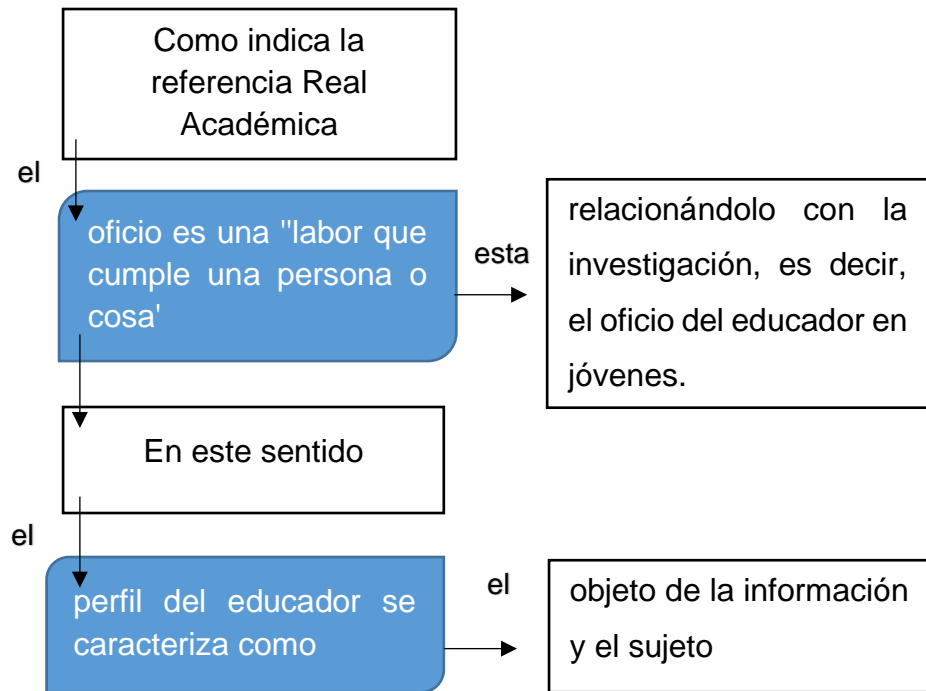 Como indica la
referencia Real
Académica
el
oficio es una "labor que
cumple una persona o
cosa'
esta
relacionándolo con la
investigación, es decir,
el oficio del educador en
jóvenes.
En este sentido
el
perfil del educador se
caracteriza como
el
objeto de la información
y el sujeto